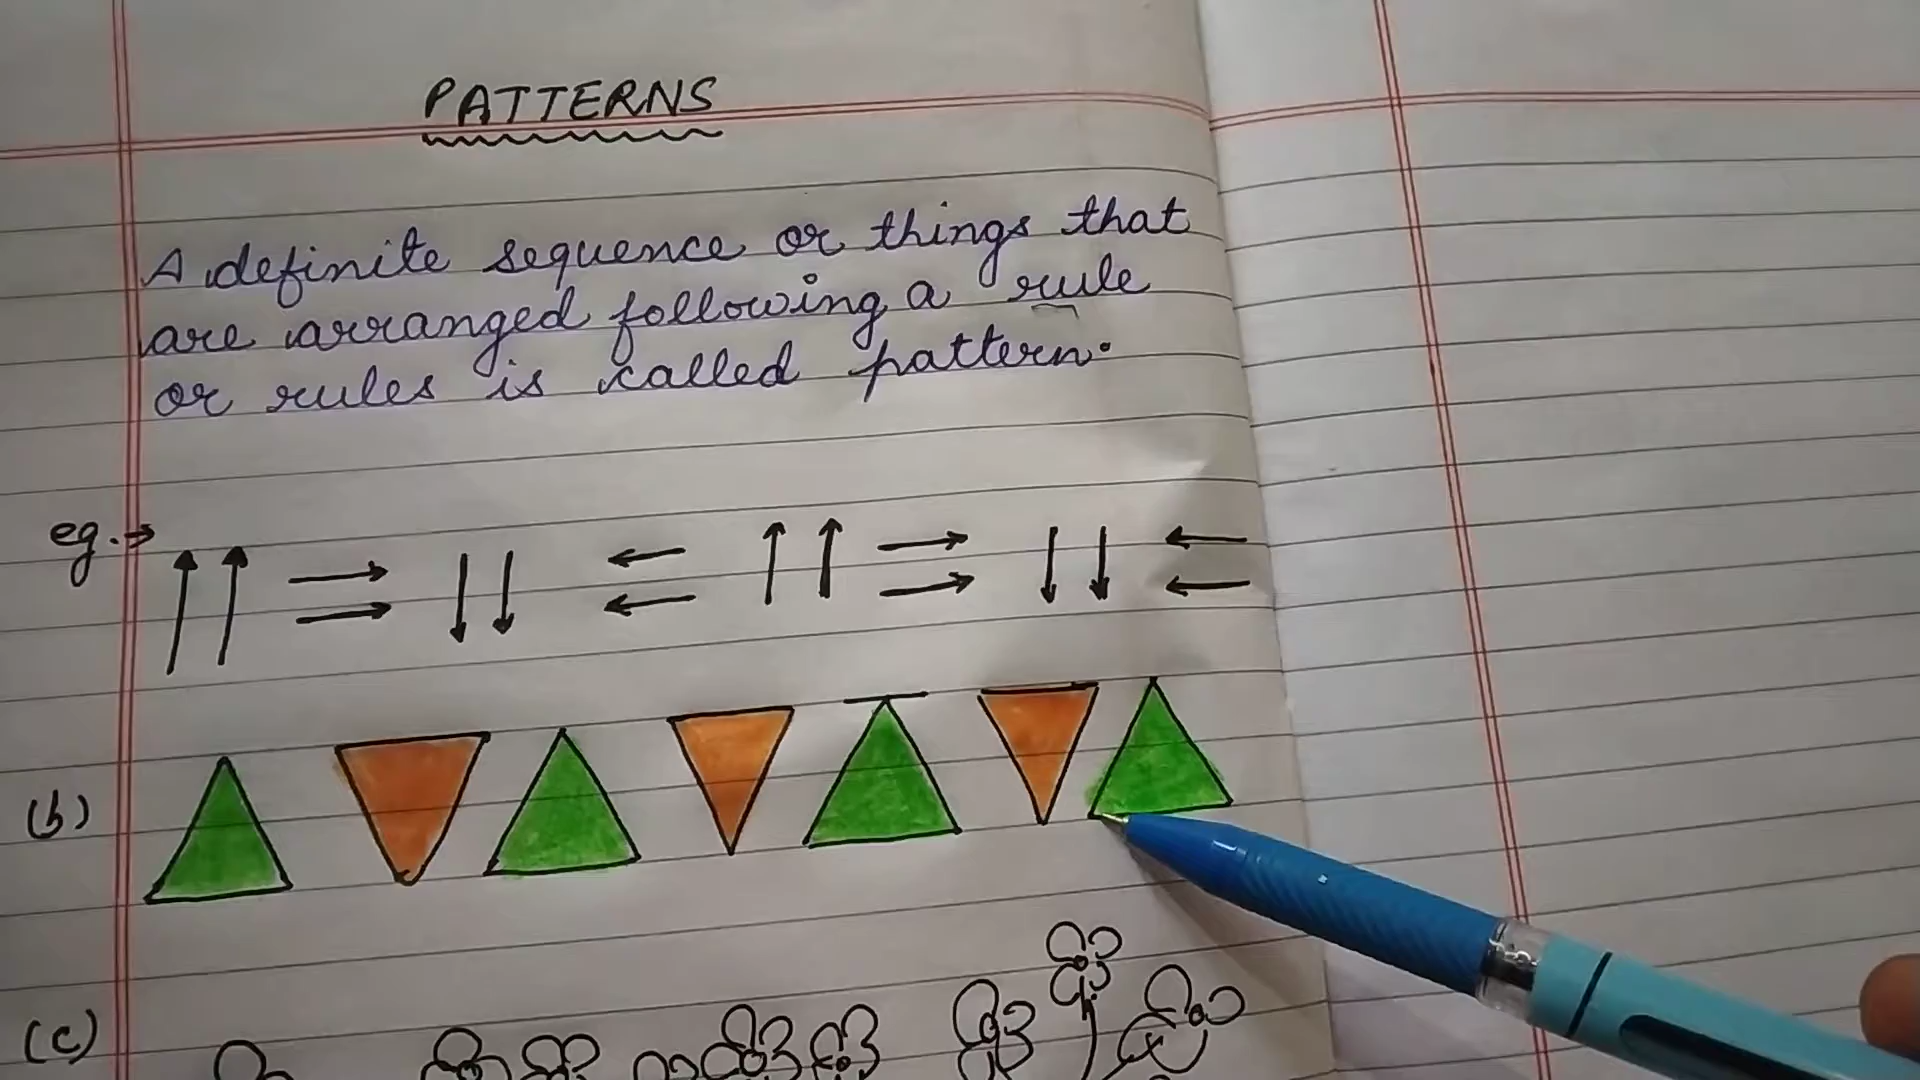 PATTERNS
A definite sequence or things that
are arranged following a rule
or rules is called pattern.
eg.→
(b)
(c)